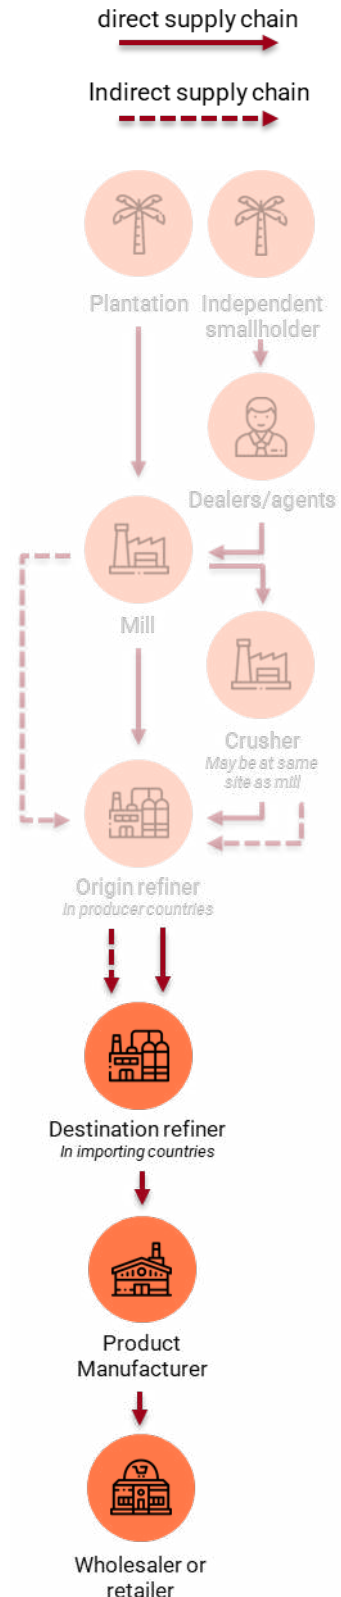 direct supply chain
Indirect supply chain
Plantation
Independent
smallholder
Dealers/agents
Mill
Crusher
May be at same
site as mill
Origin refiner
In producer countries
Destination refiner
In importing countries
Product
Manufacturer
Wholesaler or
retailer